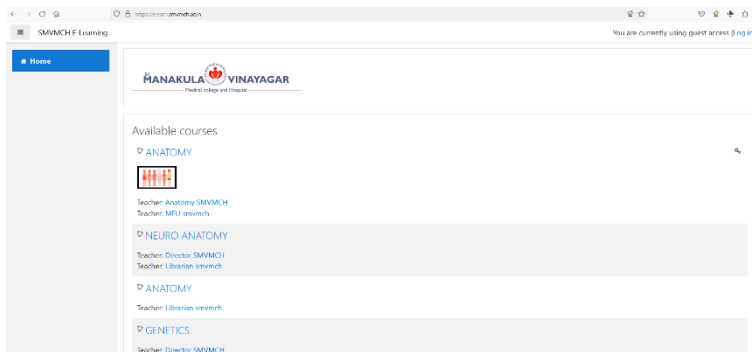 https://elearn.smvmch.ac.in
SMVMCH E-Learning
You are currently using guest access (Log in
Home
Sri
MANAKULA VINAYAGAR
Medical college and Hospital
Available courses
ANATOMY
Teacher: Anatomy SMVMCH
Teacher: MEU smvmch
NEURO ANATOMY
Teacher: Director SMVMCH
Teacher: Librarian smvmch
ANATOMY
Teacher: Librarian smvmch
GENETICS
Teacher: Director SMVMCH